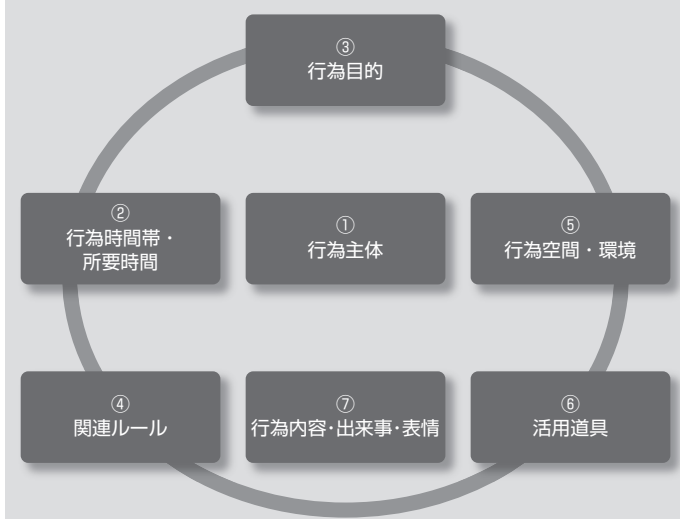 ③
行為目的
②
行為時間帯・
所要時間
①
行為主体
⑤
行為空間・環境
④
関連ルール
⑦
行為内容・出来事・表情
⑥
活用道具